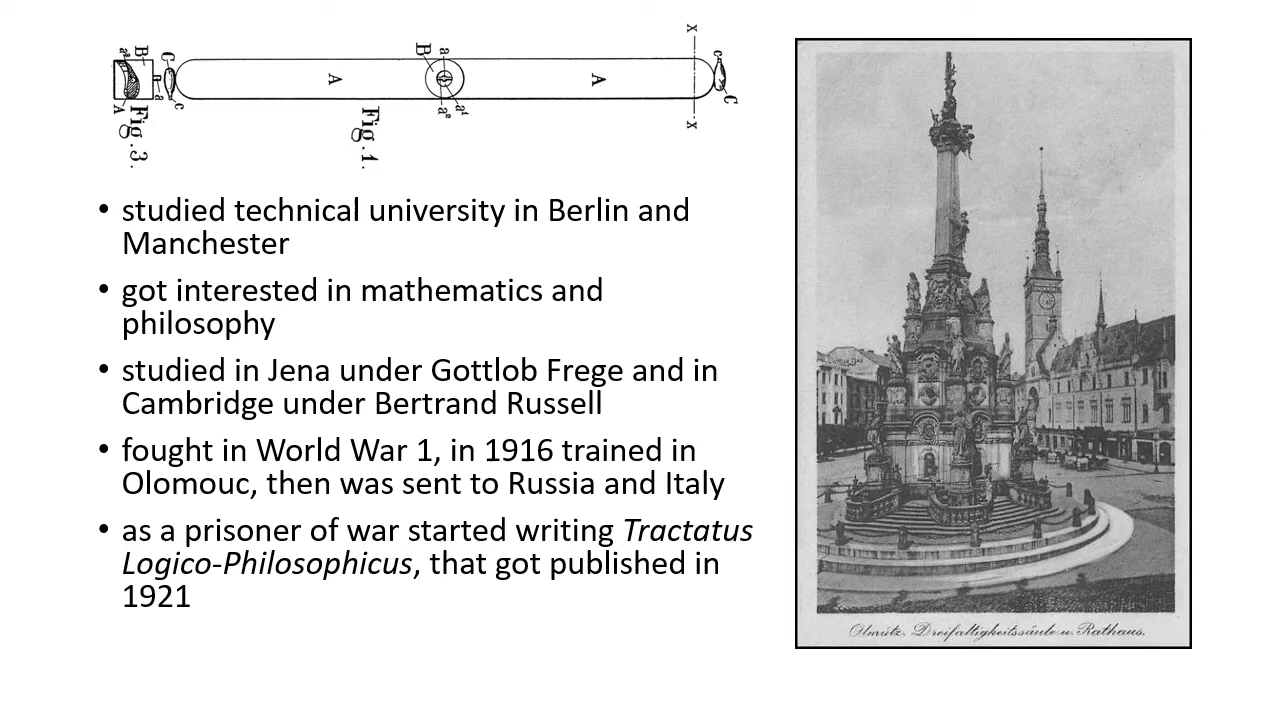 x
a² B C B a c
A A C
A a c a² a¹ x
Fig. 3. Fig. 1.
• studied technical university in Berlin and
Manchester
• got interested in mathematics and
philosophy
• studied in Jena under Gottlob Frege and in
Cambridge under Bertrand Russell
• fought in World War 1, in 1916 trained in
Olomouc, then was sent to Russia and Italy
• as a prisoner of war started writing Tractatus
Logico-Philosophicus, that got published in
1921
Olmütz. Dreifaltigkeitssäule u. Rathaus.